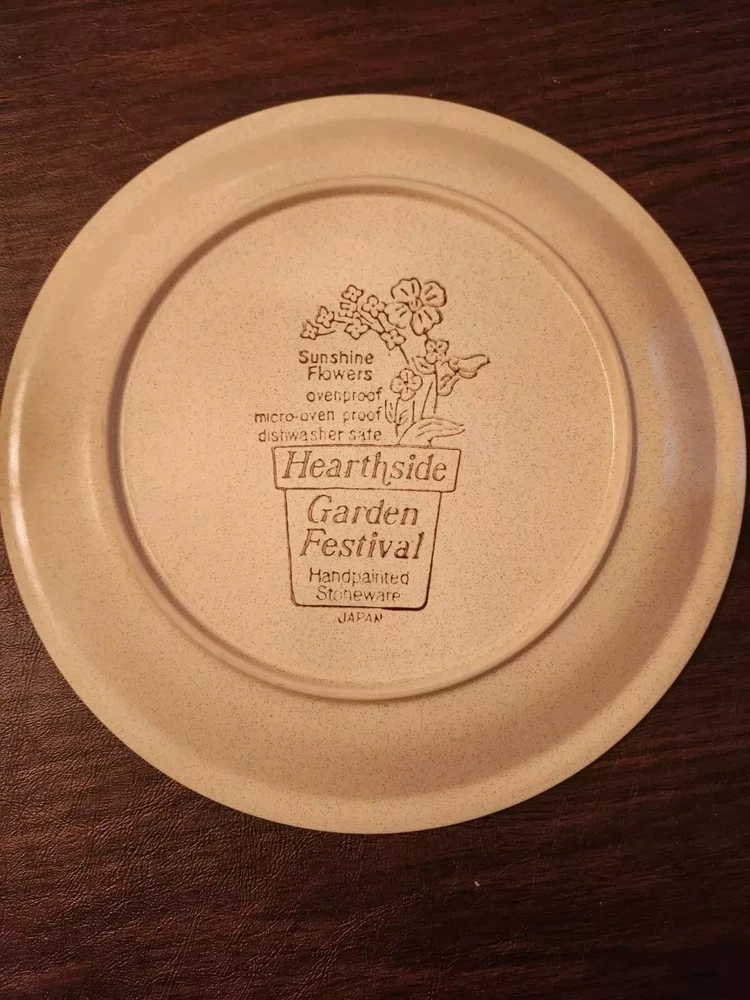 Sunshine
Flowers
ovenproof
micro-oven proof
dishwasher safe
Hearthside
Garden
Festival
Handpainted
Stoneware
JAPAN